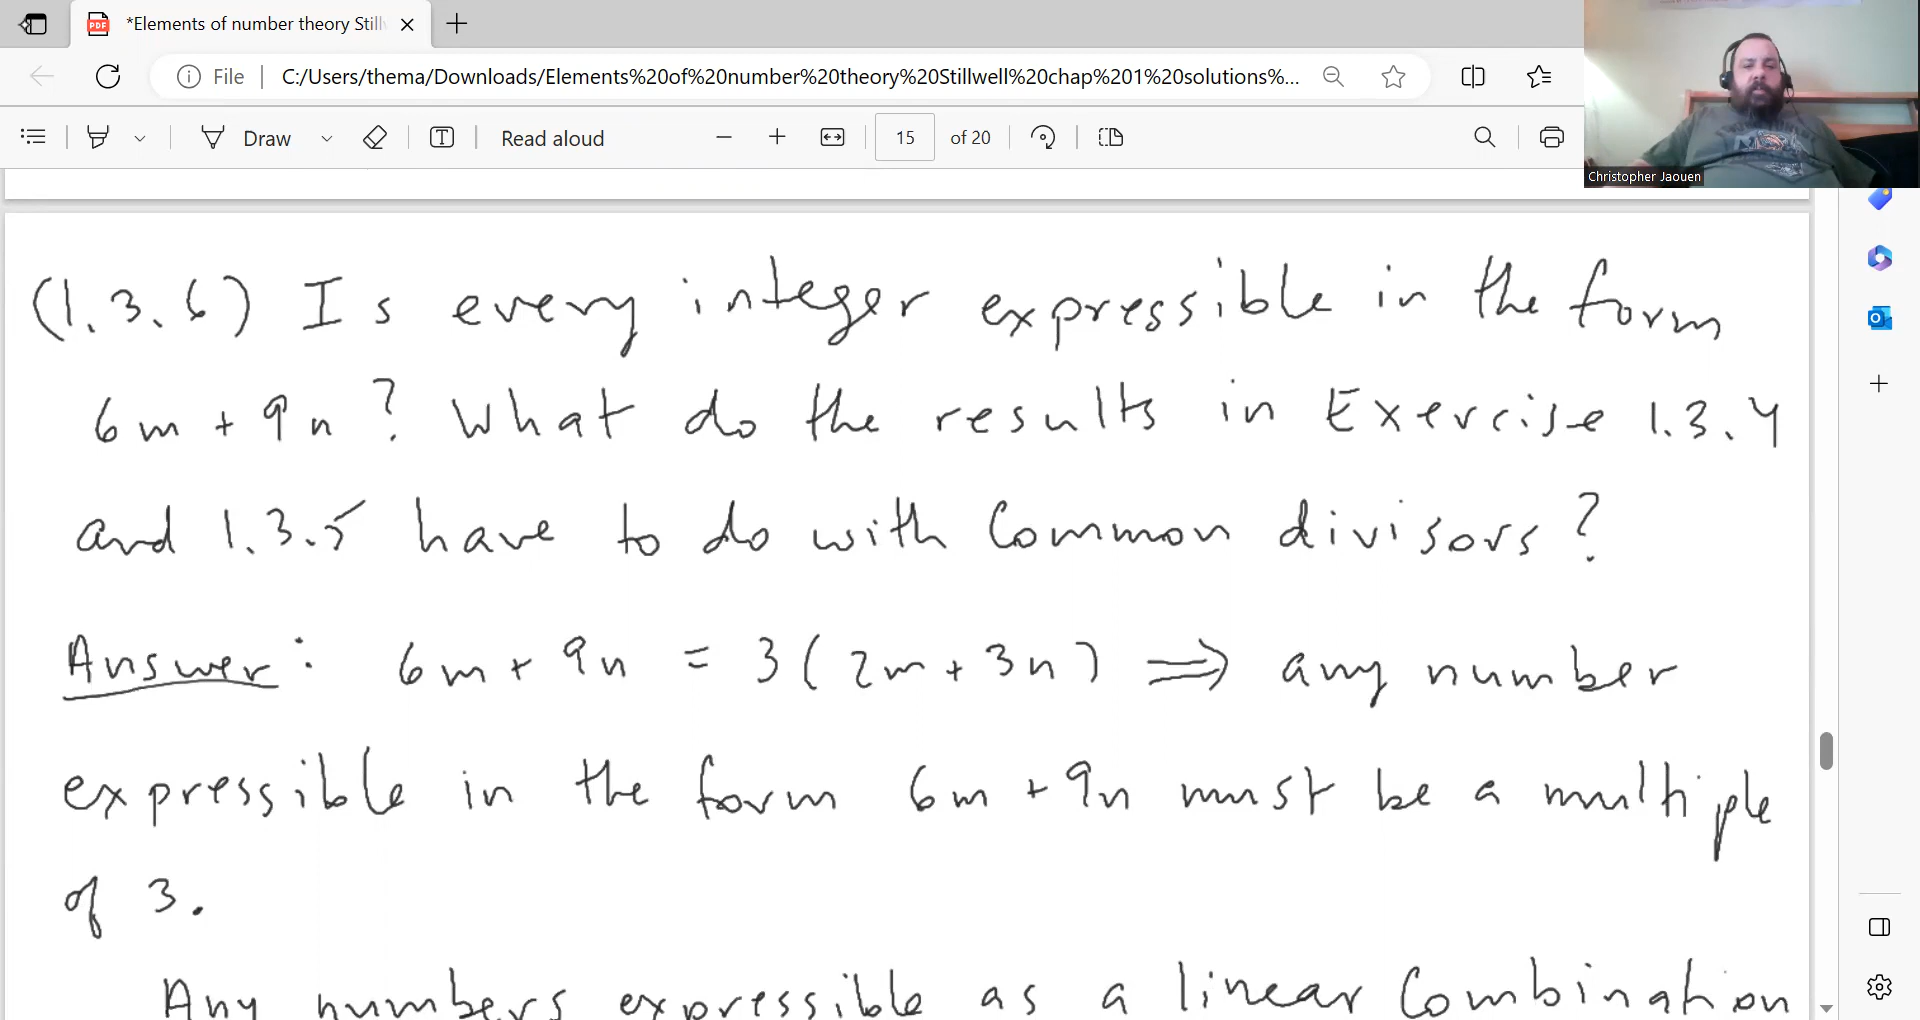 *Elements of number theory Still
File
C:/Users/thema/Downloads/Elements%20of%20number%20theory%20Stillwell%20chap%201%20solutions%...
Draw
Read aloud
15 of 20
Christopher Jaouen
(1.3.6) Is every integer expressible in the form
6m + 9n ? What do the results in Exercise 1.3.4
and 1.3.5 have to do with common divisors ?
Answer: 6m + 9n = 3(2m + 3n) ⟹ any number
expressible in the form 6m + 9n must be a multiple
of 3.
Any numbers expressible as a linear combination